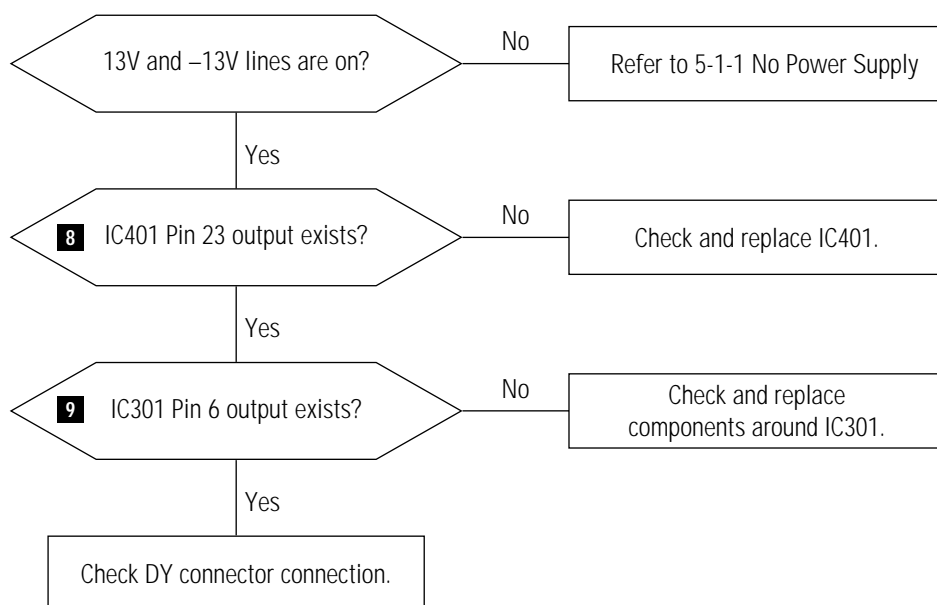 13V and –13V lines are on?
No
Refer to 5-1-1 No Power Supply
Yes
8 IC401 Pin 23 output exists?
No
Check and replace IC401.
Yes
9 IC301 Pin 6 output exists?
No
Check and replace
components around IC301.
Yes
Check DY connector connection.